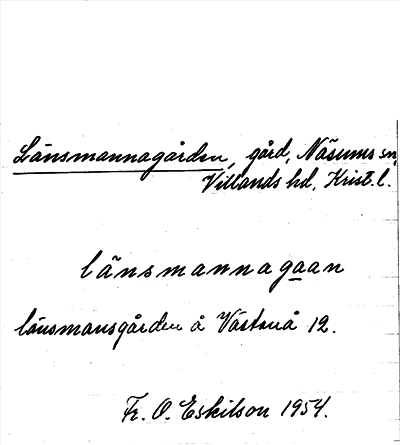 Länsmannagården, gård, Näsums sn,
Villands hd, Krist. l.
länsmannagaan
länsmansgården å Västanå 12.
Fr. O. Eskilson 1954.